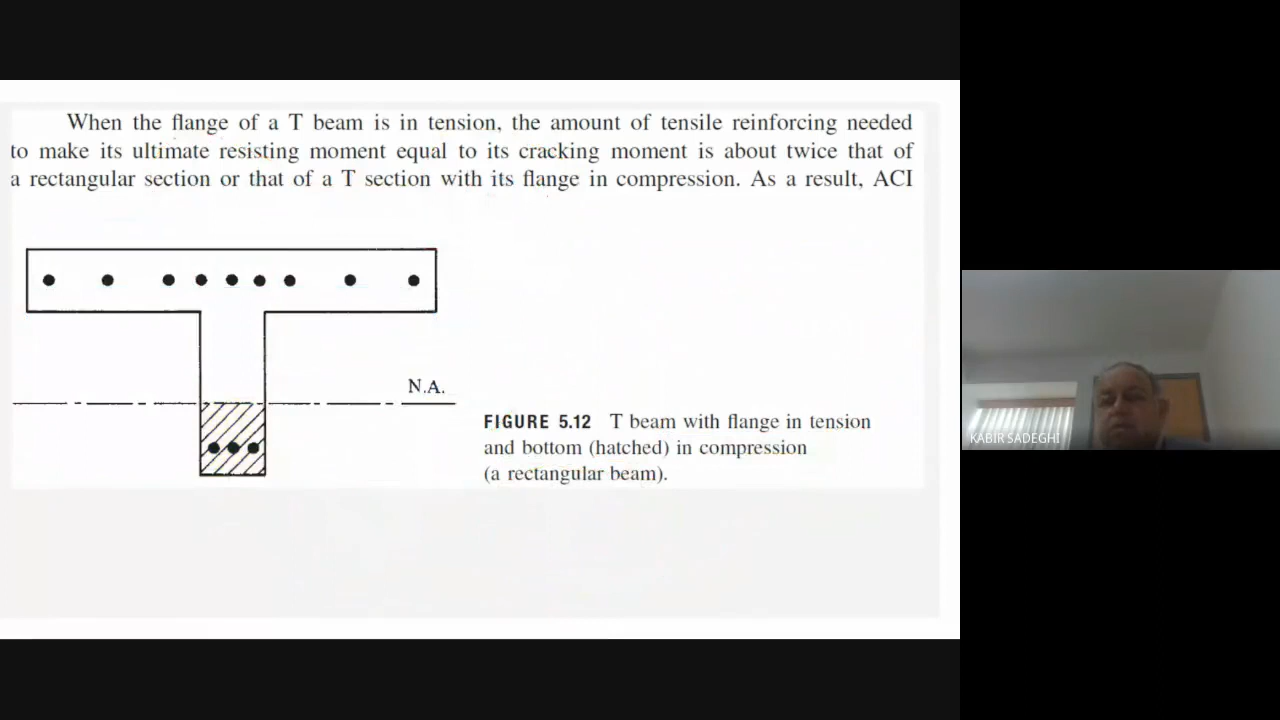 When the flange of a T beam is in tension, the amount of tensile reinforcing needed
to make its ultimate resisting moment equal to its cracking moment is about twice that of
a rectangular section or that of a T section with its flange in compression. As a result, ACI
N.A.
FIGURE 5.12 T beam with flange in tension
and bottom (hatched) in compression
(a rectangular beam).
KABIR SADEGHI